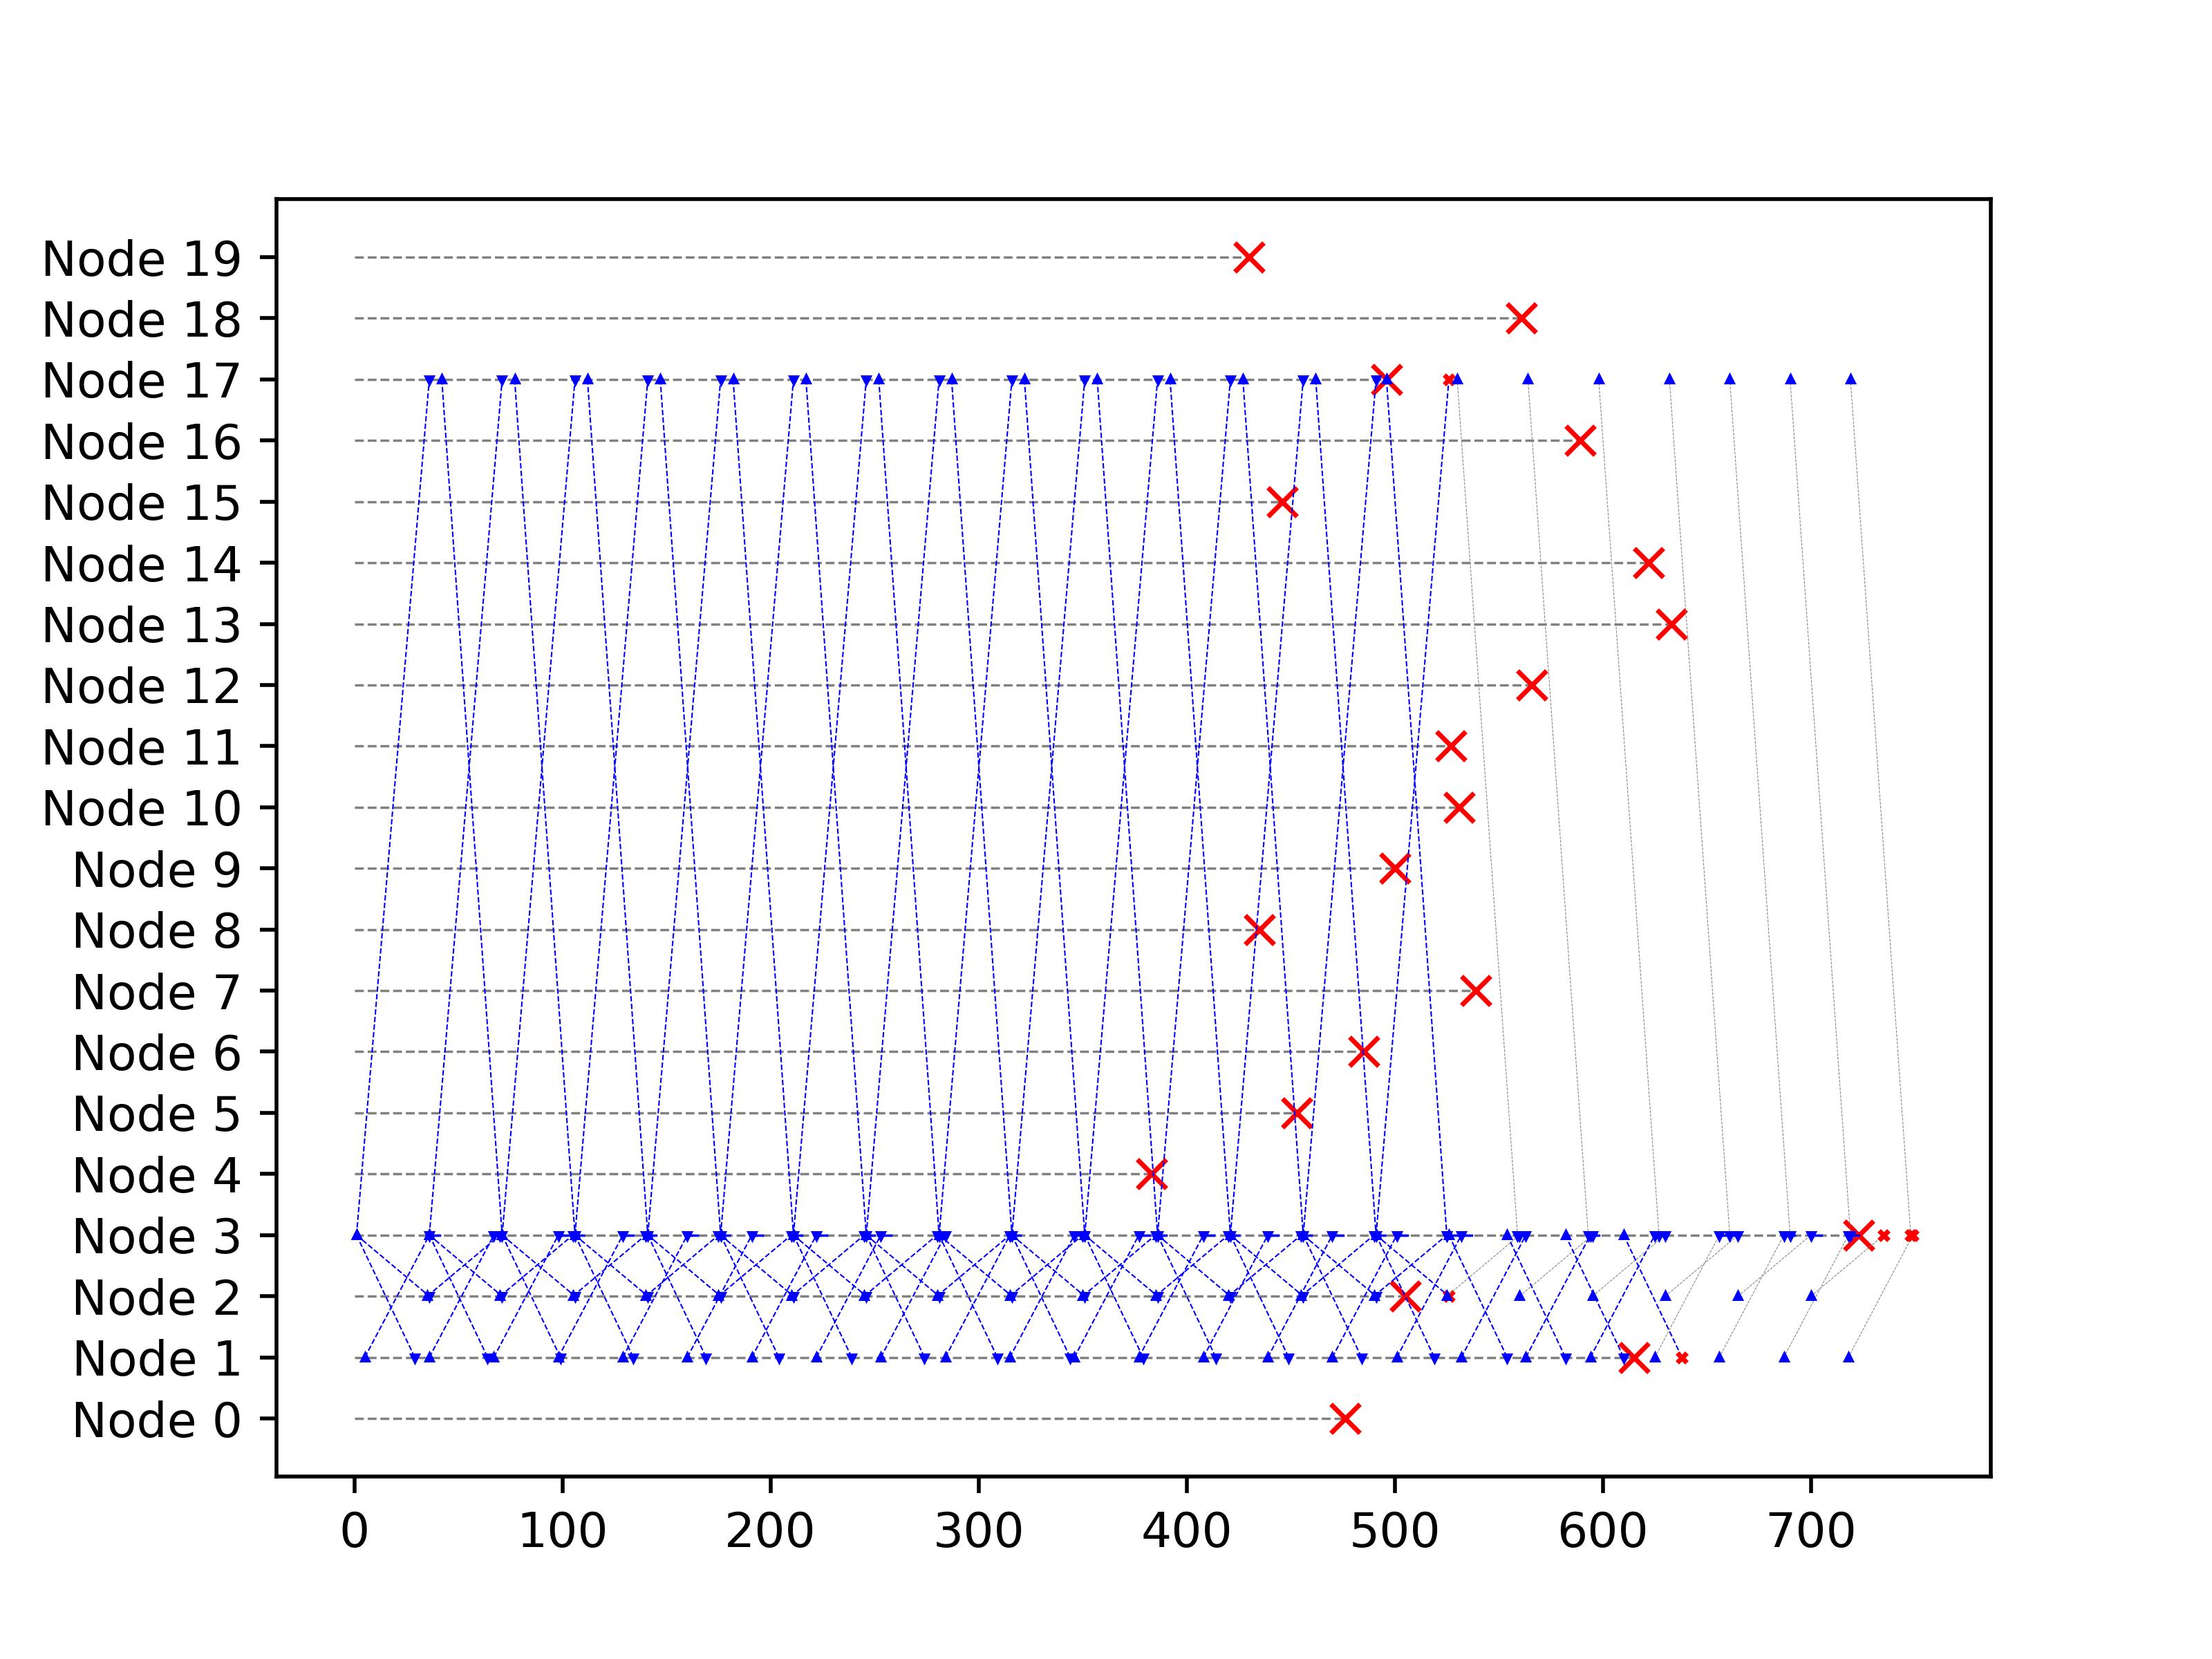 Node 19
Node 18
Node 17
Node 16
Node 15
Node 14
Node 13
Node 12
Node 11
Node 10
Node 9
Node 8
Node 7
Node 6
Node 5
Node 4
Node 3
Node 2
Node 1
Node 0
0 100 200 300 400 500 600 700